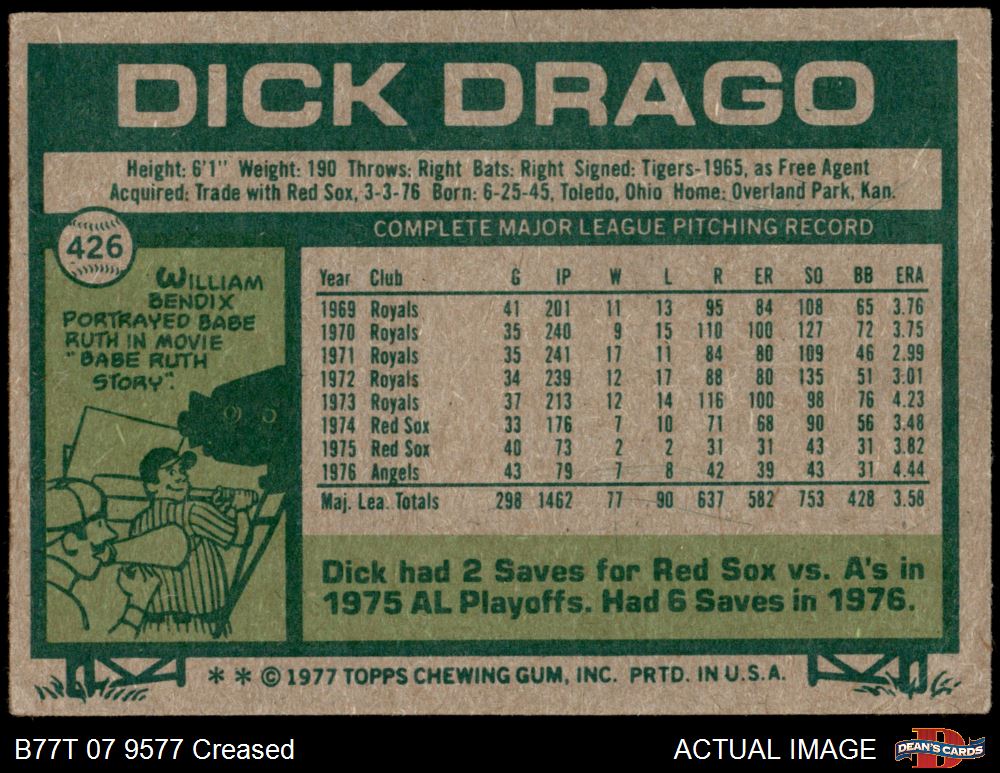 DICK DRAGO
Height: 6'1" Weight: 190 Throws: Right Bats: Right Signed: Tigers-1965, as Free Agent
Acquired: Trade with Red Sox, 3-3-76 Born: 6-25-45, Toledo, Ohio Home: Overland Park, Kan.
426
WILLIAM
BENDIX
PORTRAYED BABE
RUTH IN MOVIE
"BABE RUTH
STORY".
COMPLETE MAJOR LEAGUE PITCHING RECORD
Year Club G IP W L R ER SO BB ERA
1969 Royals 41 201 11 13 95 84 108 65 3.76
1970 Royals 35 240 9 15 110 100 127 72 3.75
1971 Royals 35 241 17 11 84 80 109 46 2.99
1972 Royals 34 239 12 17 88 80 135 51 3.01
1973 Royals 37 213 12 14 116 100 98 76 4.23
1974 Red Sox 33 176 7 10 71 68 90 56 3.48
1975 Red Sox 40 73 2 2 31 31 43 31 3.82
1976 Angels 43 79 7 8 42 39 43 31 4.44
Maj. Lea. Totals 298 1462 77 90 637 582 753 428 3.58
Dick had 2 Saves for Red Sox vs. A's in
1975 AL Playoffs. Had 6 Saves in 1976.
* * © 1977 TOPPS CHEWING GUM, INC. PRTD. IN U.S.A.
B77T 07 9577 Creased
ACTUAL IMAGE
DEAN'S CARDS